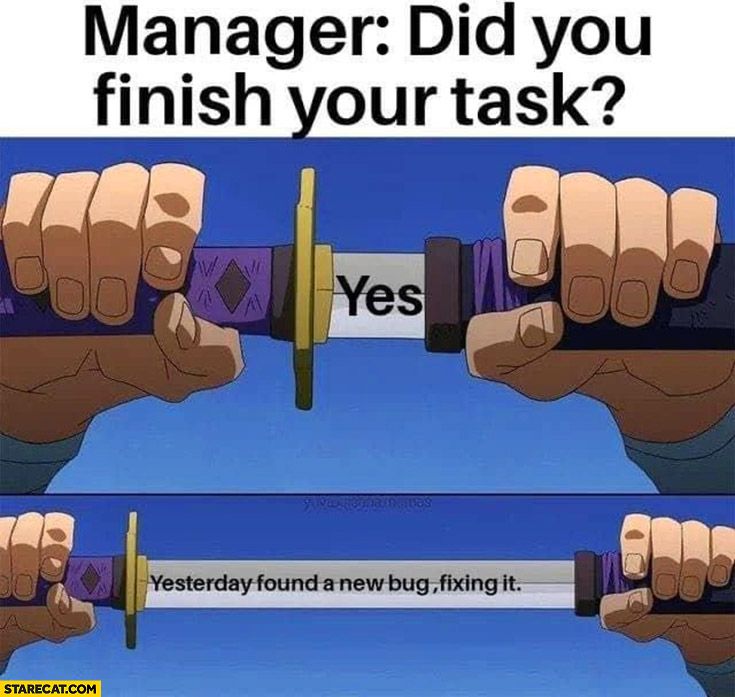 Manager: Did you
finish your task?
Yes
Yesterday found a new bug ,fixing it.
STARECAT.COM